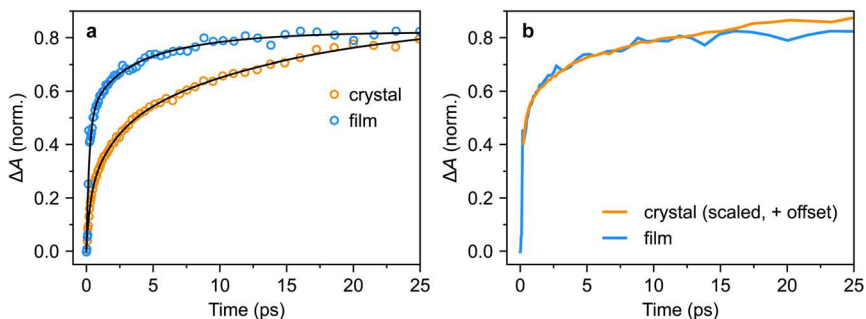 a
0.8
0.6
0.4
0.2
0.0
ΔA (norm.)
crystal
film
0 5 10 15 20 25
Time (ps)
b
0.8
0.6
0.4
0.2
0.0
ΔA (norm.)
crystal (scaled, + offset)
film
0 5 10 15 20 25
Time (ps)